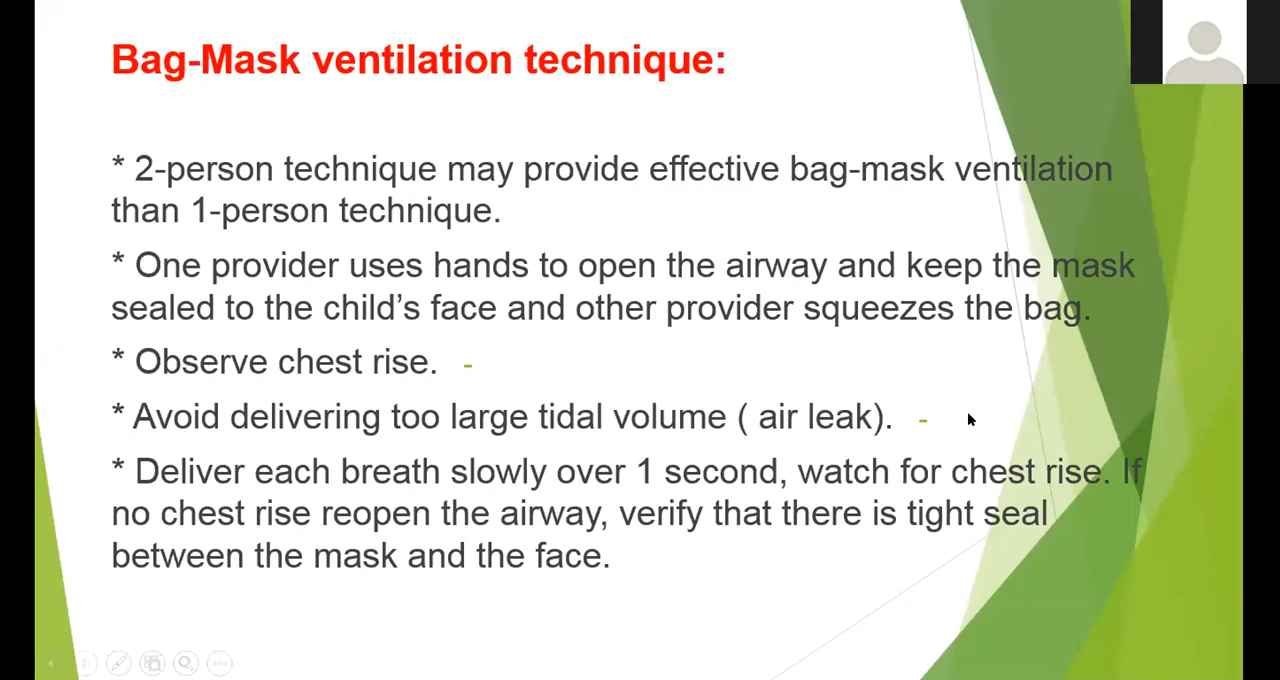 Bag-Mask ventilation technique:
* 2-person technique may provide effective bag-mask ventilation
than 1-person technique.
* One provider uses hands to open the airway and keep the mask
sealed to the child’s face and other provider squeezes the bag.
* Observe chest rise. -
* Avoid delivering too large tidal volume ( air leak). -
* Deliver each breath slowly over 1 second, watch for chest rise. If
no chest rise reopen the airway, verify that there is tight seal
between the mask and the face.